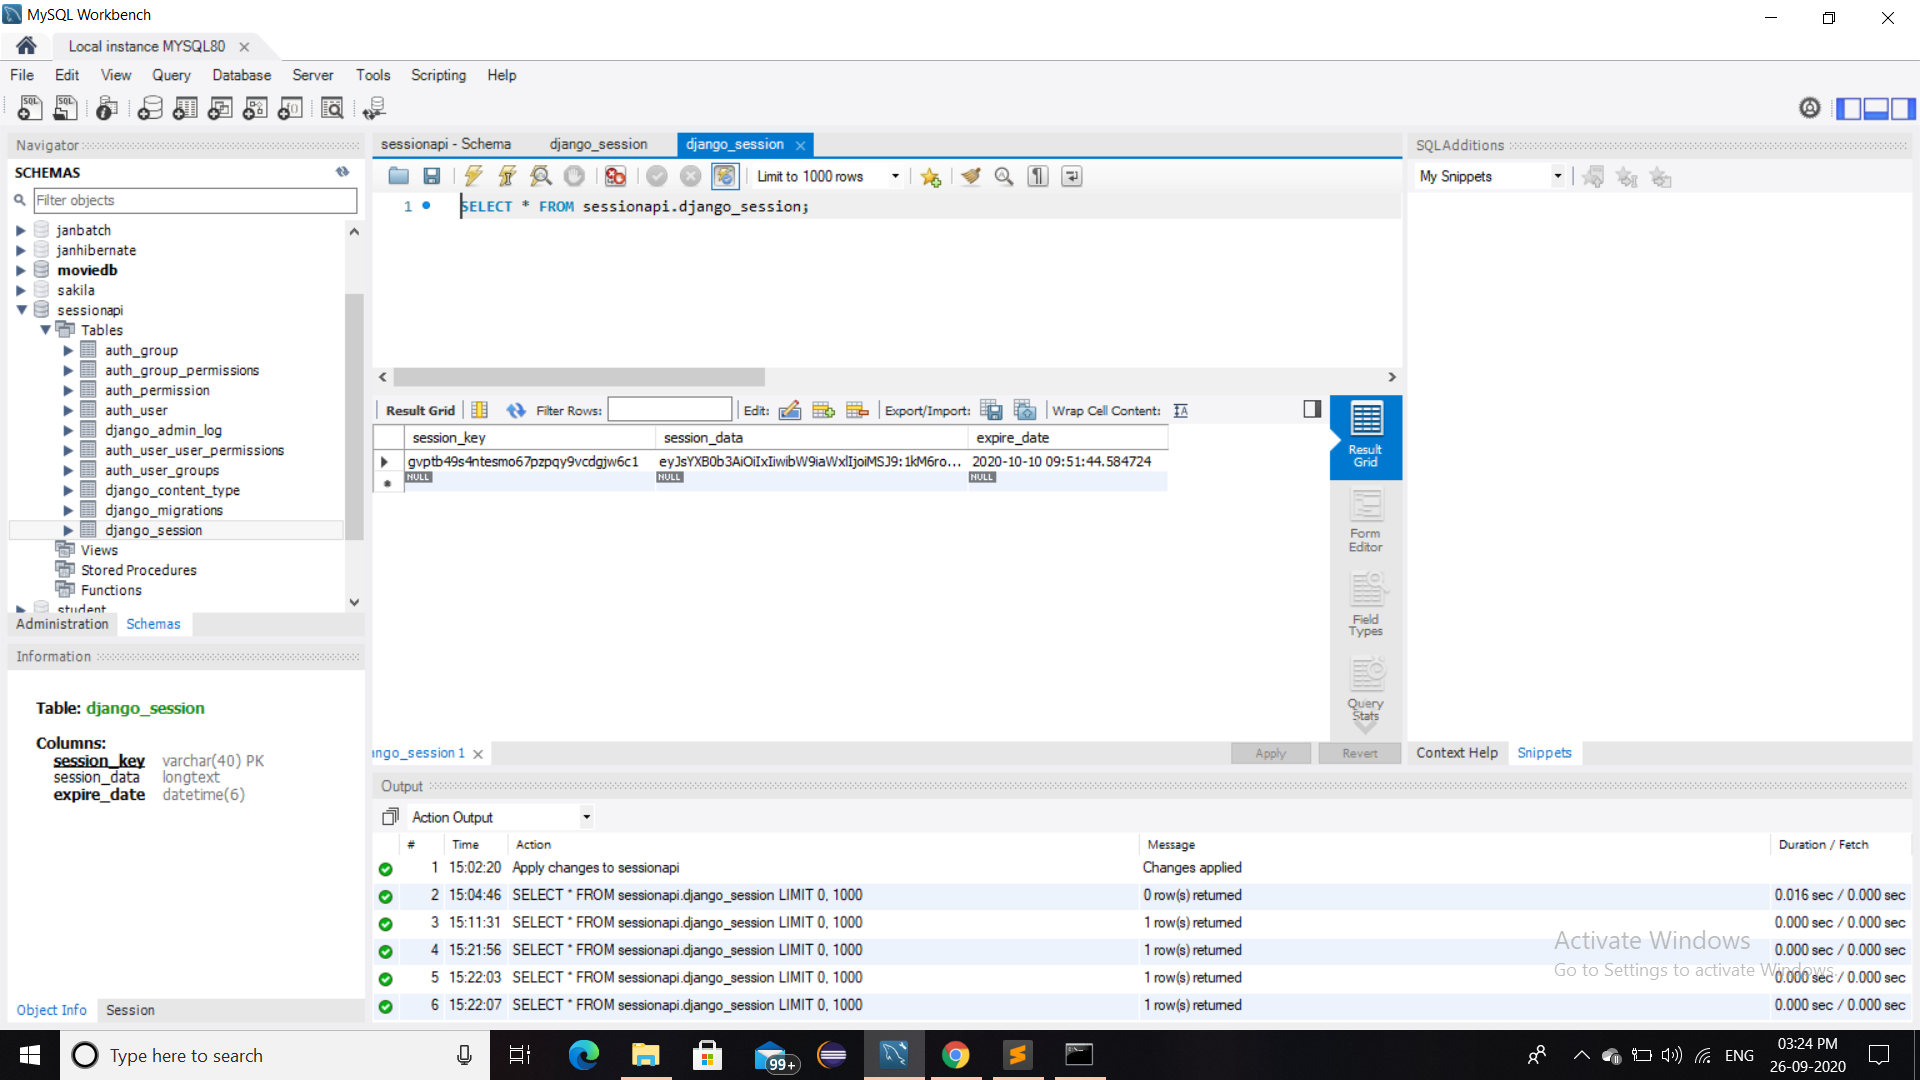 MySQL Workbench
Local instance MYSQL80
File Edit View Query Database Server Tools Scripting Help
Navigator
SCHEMAS
Filter objects
janbatch
janhibernate
moviedb
sakila
sessionapi
Tables
auth_group
auth_group_permissions
auth_permission
auth_user
django_admin_log
auth_user_user_permissions
auth_user_groups
django_content_type
django_migrations
django_session
Views
Stored Procedures
Functions
student
Administration Schemas
Information
Table: django_session
Columns:
session_key varchar(40) PK
session_data longtext
expire_date datetime(6)
Object Info Session
sessionapi - Schema django_session django_session
Limit to 1000 rows
1 SELECT * FROM sessionapi.django_session;
Result Grid Filter Rows: Edit: Export/Import: Wrap Cell Content:
session_key session_data expire_date
gvptb49s4ntesmo67pzpqy9vcdgjw6c1 eyJsYXB0b3AiOiIxIiwibW9iaWxlIjoiMSJ9:1kM6ro... 2020-10-10 09:51:44.584724
NULL NULL NULL
Result Grid
Form Editor
Field Types
Query Stats
ango_session 1 Apply Revert
SQLAdditions
My Snippets
Context Help Snippets
Output
Action Output
# Time Action Message Duration / Fetch
1 15:02:20 Apply changes to sessionapi Changes applied
2 15:04:46 SELECT * FROM sessionapi.django_session LIMIT 0, 1000 0 row(s) returned 0.016 sec / 0.000 sec
3 15:11:31 SELECT * FROM sessionapi.django_session LIMIT 0, 1000 1 row(s) returned 0.000 sec / 0.000 sec
4 15:21:56 SELECT * FROM sessionapi.django_session LIMIT 0, 1000 1 row(s) returned 0.000 sec / 0.000 sec
5 15:22:03 SELECT * FROM sessionapi.django_session LIMIT 0, 1000 1 row(s) returned 0.000 sec / 0.000 sec
6 15:22:07 SELECT * FROM sessionapi.django_session LIMIT 0, 1000 1 row(s) returned 0.000 sec / 0.000 sec
Activate Windows
Go to Settings to activate Windows.
Type here to search
99+
ENG
03:24 PM
26-09-2020